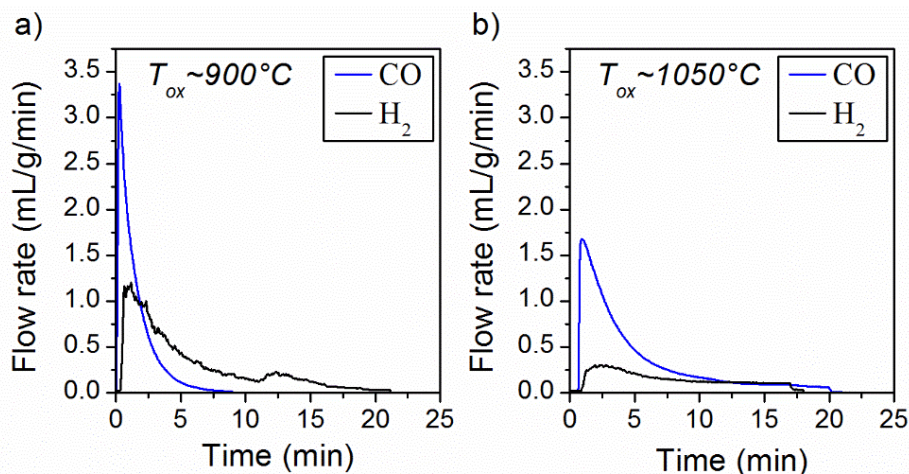 a)
T_ox~900°C
CO
H₂
3.5
3.0
2.5
2.0
1.5
1.0
0.5
0.0
Flow rate (mL/g/min)
0 5 10 15 20 25
Time (min)
b)
T_ox~1050°C
CO
H₂
3.5
3.0
2.5
2.0
1.5
1.0
0.5
0.0
Flow rate (mL/g/min)
0 5 10 15 20 25
Time (min)